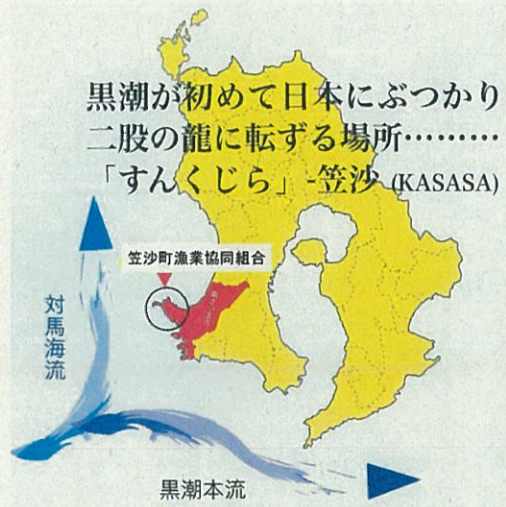 黒潮が初めて日本にぶつかり
二股の龍に転ずる場所………
「すんくじら」-笠沙 (KASASA)
笠沙町漁業協同組合
対馬海流
黒潮本流